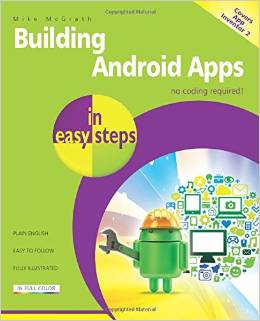 Mike McGrath
Covers
App
Inventor 2
Building
Android Apps
no coding required!
in
easy steps
PLAIN ENGLISH
EASY TO FOLLOW
FULLY ILLUSTRATED
IN FULL COLOR